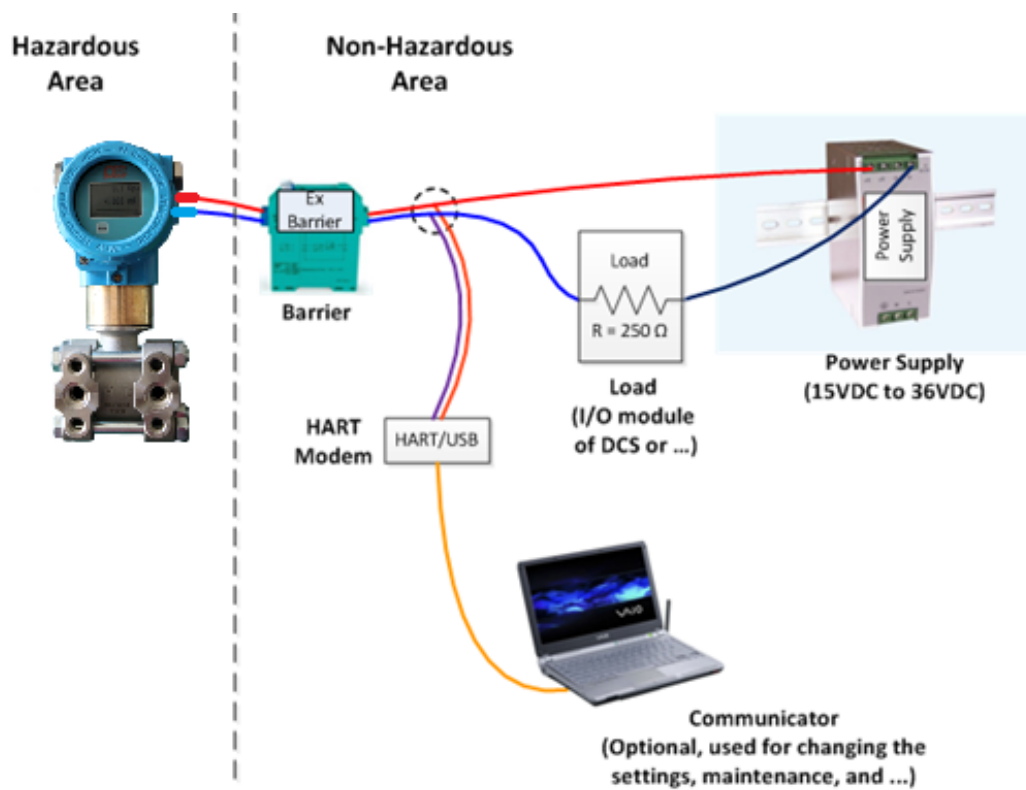 Hazardous
Area
Non-Hazardous
Area
Ex
Barrier
Barrier
Load
R = 250 Ω
Load
(I/O module
of DCS or ...)
Power
Supply
Power Supply
(15VDC to 36VDC)
HART
Modem
HART/USB
VAIO
Communicator
(Optional, used for changing the
settings, maintenance, and ...)